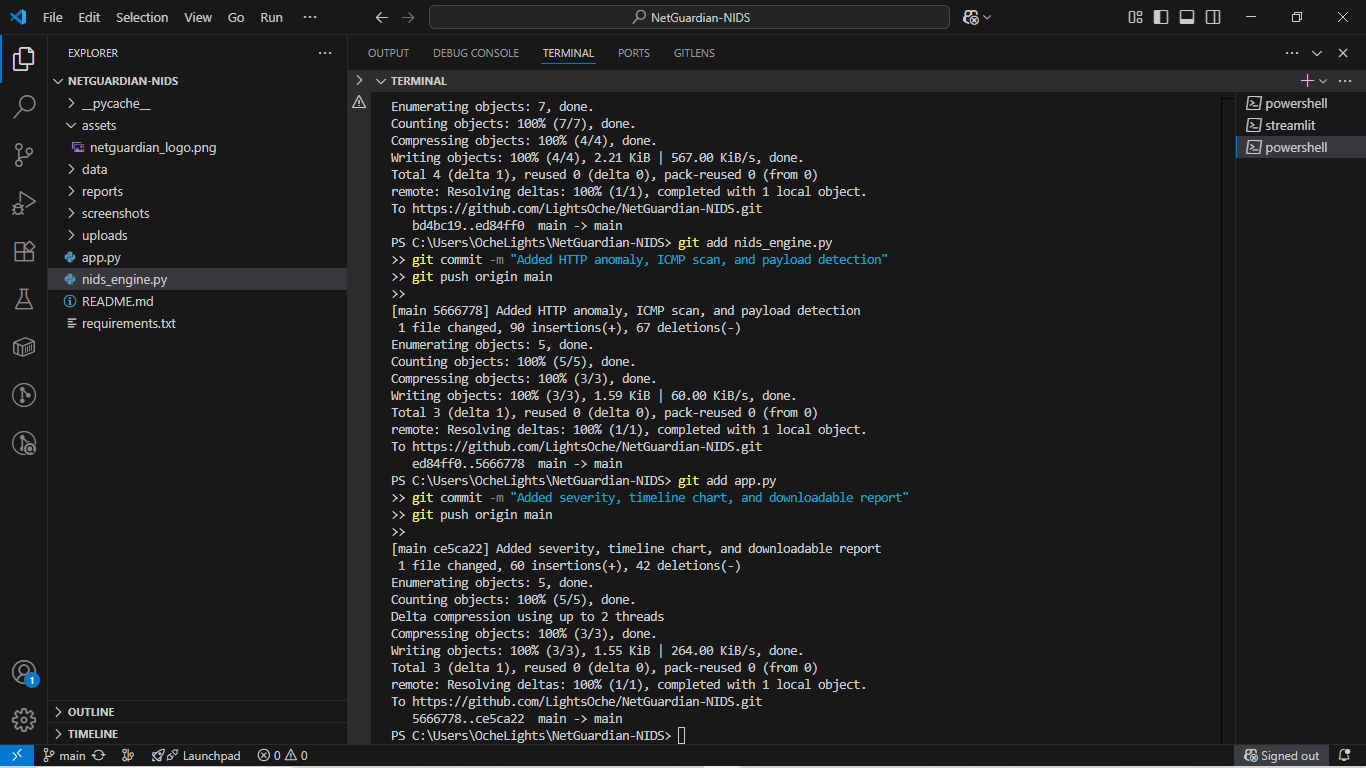 File Edit Selection View Go Run ···
NetGuardian-NIDS
EXPLORER ···
NETGUARDIAN-NIDS
__pycache__
assets
netguardian_logo.png
data
reports
screenshots
uploads
app.py
nids_engine.py
README.md
requirements.txt
OUTLINE
TIMELINE
OUTPUT DEBUG CONSOLE TERMINAL PORTS GITLENS
TERMINAL
Enumerating objects: 7, done.
Counting objects: 100% (7/7), done.
Compressing objects: 100% (4/4), done.
Writing objects: 100% (4/4), 2.21 KiB | 567.00 KiB/s, done.
Total 4 (delta 1), reused 0 (delta 0), pack-reused 0 (from 0)
remote: Resolving deltas: 100% (1/1), completed with 1 local object.
To https://github.com/LightsOche/NetGuardian-NIDS.git
bd4bc19..ed84ff0  main -> main
PS C:\Users\OcheLights\NetGuardian-NIDS> git add nids_engine.py
>> git commit -m "Added HTTP anomaly, ICMP scan, and payload detection"
>> git push origin main
>>
[main 5666778] Added HTTP anomaly, ICMP scan, and payload detection
1 file changed, 90 insertions(+), 67 deletions(-)
Enumerating objects: 5, done.
Counting objects: 100% (5/5), done.
Compressing objects: 100% (3/3), done.
Writing objects: 100% (3/3), 1.59 KiB | 60.00 KiB/s, done.
Total 3 (delta 1), reused 0 (delta 0), pack-reused 0 (from 0)
remote: Resolving deltas: 100% (1/1), completed with 1 local object.
To https://github.com/LightsOche/NetGuardian-NIDS.git
ed84ff0..5666778  main -> main
PS C:\Users\OcheLights\NetGuardian-NIDS> git add app.py
>> git commit -m "Added severity, timeline chart, and downloadable report"
>> git push origin main
>>
[main ce5ca22] Added severity, timeline chart, and downloadable report
1 file changed, 60 insertions(+), 42 deletions(-)
Enumerating objects: 5, done.
Counting objects: 100% (5/5), done.
Delta compression using up to 2 threads
Compressing objects: 100% (3/3), done.
Writing objects: 100% (3/3), 1.55 KiB | 264.00 KiB/s, done.
Total 3 (delta 1), reused 0 (delta 0), pack-reused 0 (from 0)
remote: Resolving deltas: 100% (1/1), completed with 1 local object.
To https://github.com/LightsOche/NetGuardian-NIDS.git
5666778..ce5ca22  main -> main
PS C:\Users\OcheLights\NetGuardian-NIDS>
powershell
streamlit
powershell
1
main Launchpad 0 0 Signed out